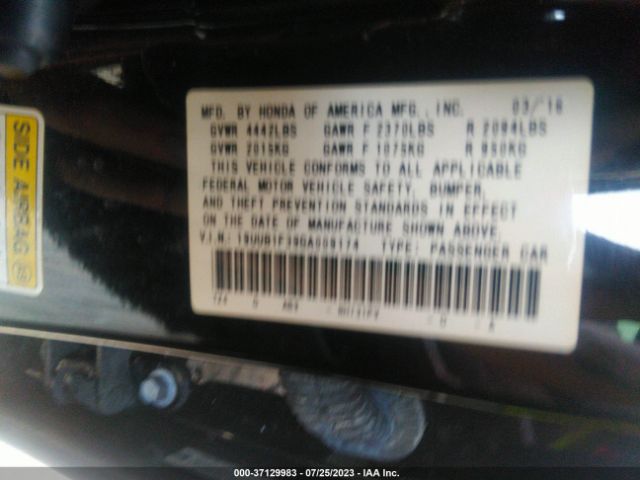 MFD. BY HONDA OF AMERICA MFG., INC. 03/16
GVWR 4442LBS GAWR F 2370LBS R 2094LBS
GVWR 2015KG GAWR F 1075KG R 950KG
THIS VEHICLE CONFORMS TO ALL APPLICABLE
FEDERAL MOTOR VEHICLE SAFETY, BUMPER,
AND THEFT PREVENTION STANDARDS IN EFFECT
ON THE DATE OF MANUFACTURE SHOWN ABOVE.
V.I.N.: TYPE: PASSENGER CAR
SIDE AIRBAG
000-37129983 - 07/25/2023 - IAA Inc.